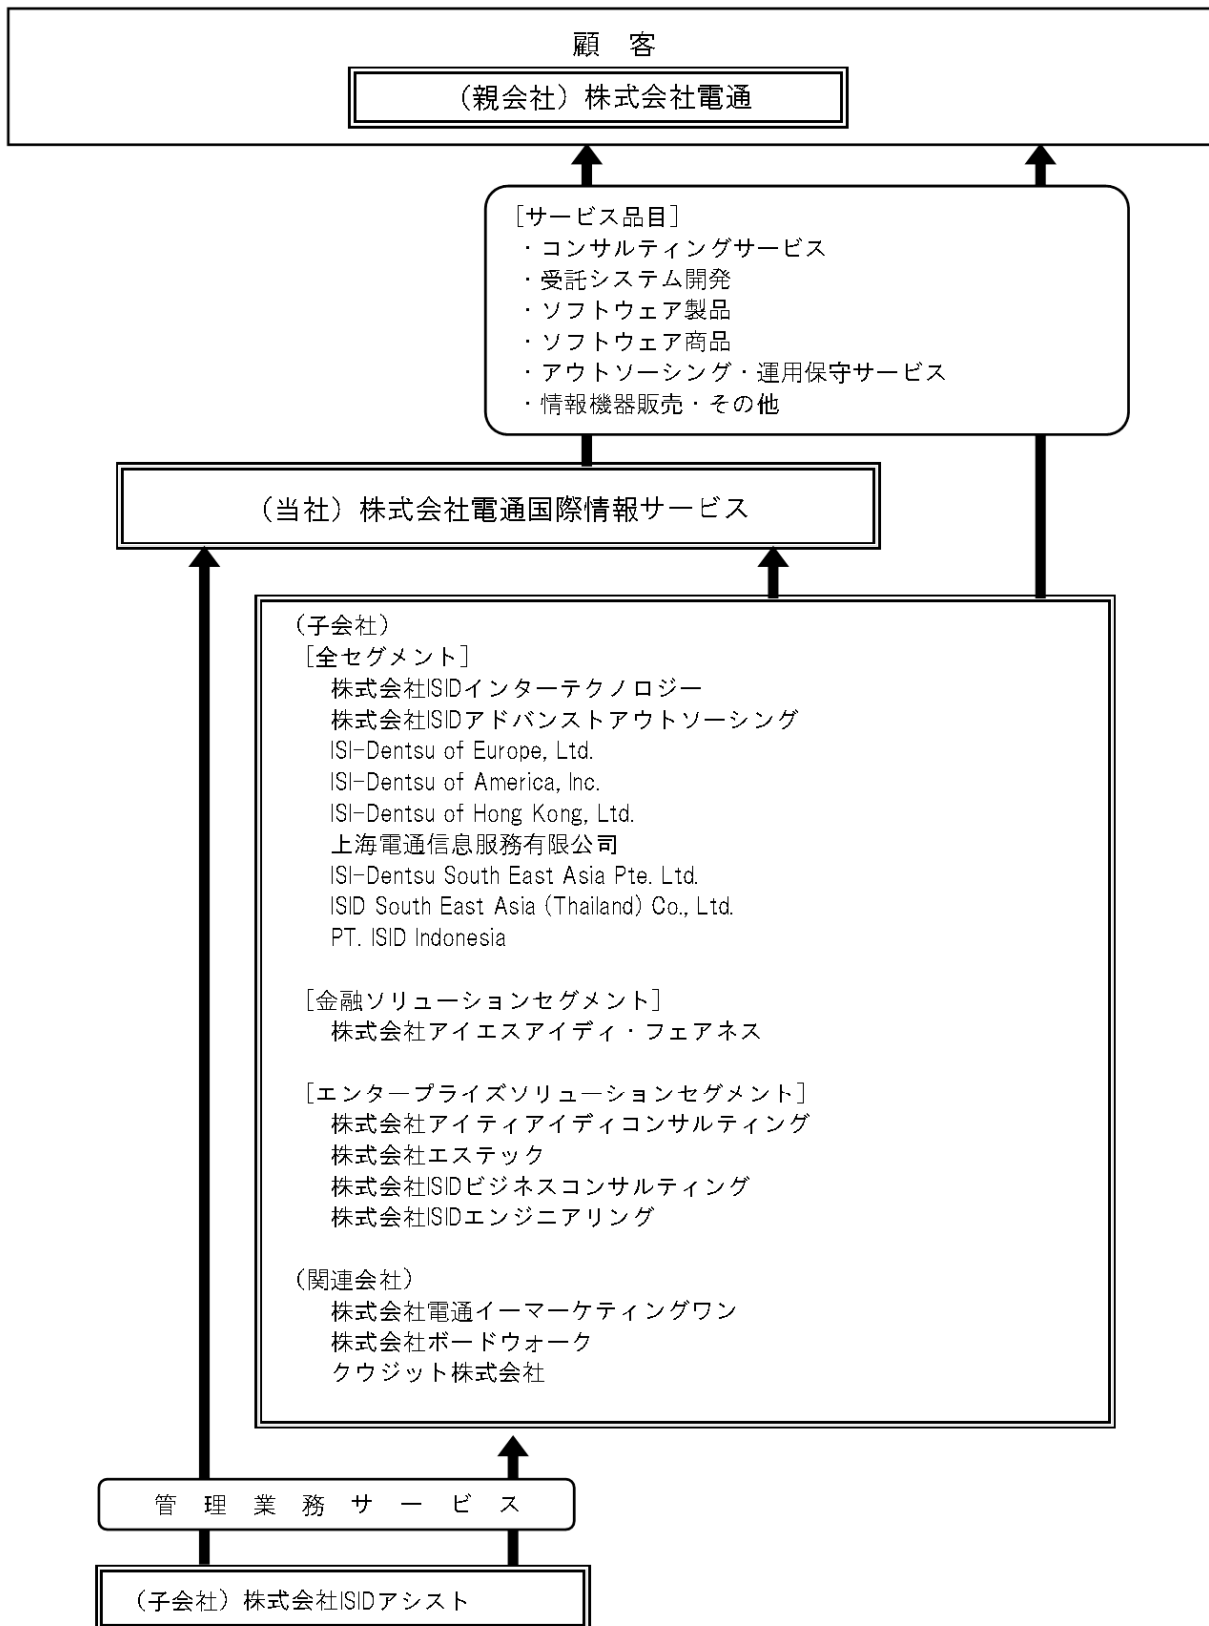 顧　客
（親会社）株式会社電通
［サービス品目］
・コンサルティングサービス
・受託システム開発
・ソフトウェア製品
・ソフトウェア商品
・アウトソーシング・運用保守サービス
・情報機器販売・その他
（当社）株式会社電通国際情報サービス
（子会社）
［全セグメント］
株式会社ISIDインターテクノロジー
株式会社ISIDアドバンストアウトソーシング
ISI-Dentsu of Europe, Ltd.
ISI-Dentsu of America, Inc.
ISI-Dentsu of Hong Kong, Ltd.
上海電通信息服務有限公司
ISI-Dentsu South East Asia Pte. Ltd.
ISID South East Asia (Thailand) Co., Ltd.
PT. ISID Indonesia
［金融ソリューションセグメント］
株式会社アイエスアイディ・フェアネス
［エンタープライズソリューションセグメント］
株式会社アイティアイディコンサルティング
株式会社エステック
株式会社ISIDビジネスコンサルティング
株式会社ISIDエンジニアリング
（関連会社）
株式会社電通イーマーケティングワン
株式会社ボードウォーク
クウジット株式会社
管　理　業　務　サ　ー　ビ　ス
（子会社）株式会社ISIDアシスト